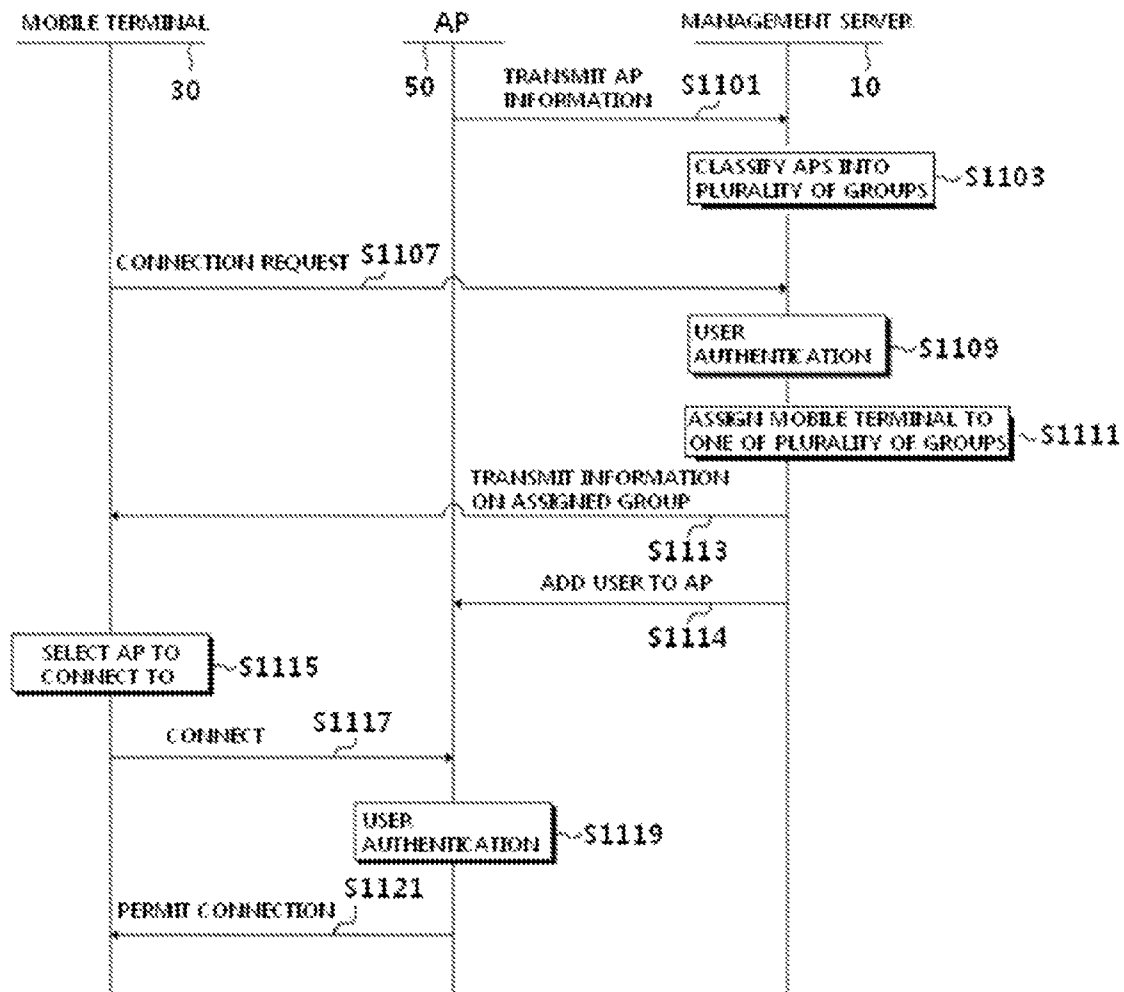 MOBILE TERMINAL
AP
MANAGEMENT SERVER
30
50
10
TRANSMIT AP
INFORMATION
S1101
CLASSIFY APS INTO
PLURALITY OF GROUPS
S1103
CONNECTION REQUEST
S1107
USER
AUTHENTICATION
S1109
ASSIGN MOBILE TERMINAL TO
ONE OF PLURALITY OF GROUPS
S1111
TRANSMIT INFORMATION
ON ASSIGNED GROUP
S1113
ADD USER TO AP
S1114
SELECT AP TO
CONNECT TO
S1115
CONNECT
S1117
USER
AUTHENTICATION
S1119
PERMIT CONNECTION
S1121